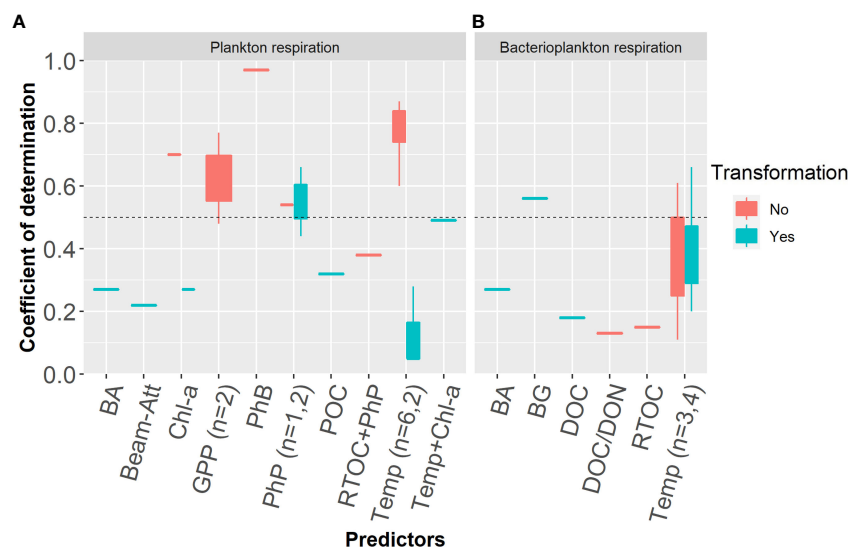 A
B
Plankton respiration
Bacterioplankton respiration
Coefficient of determination
1.0
0.8
0.6
0.4
0.2
0.0
BA
Beam-Att
Chl-a
GPP (n=2)
PhB
PhP (n=1,2)
POC
RTOC+PhP
Temp (n=6,2)
Temp+Chl-a
BA
BG
DOC
DOC/DON
RTOC
Temp (n=3,4)
Predictors
Transformation
No
Yes